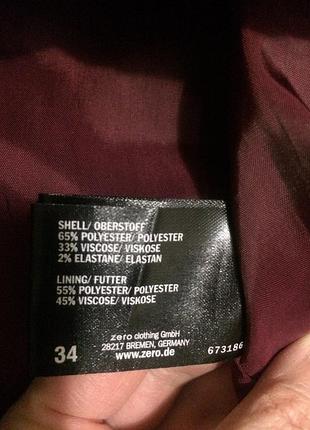 SHELL/ OBERSTOFF
65% POLYESTER/ POLYESTER
33% VISCOSE/ VISKOSE
2% ELASTANE/ ELASTAN
LINING/ FUTTER
55% POLYESTER/ POLYESTER
45% VISCOSE/ VISKOSE
zero clothing GmbH
28217 BREMEN, GERMANY
34 www.zero.de 673186